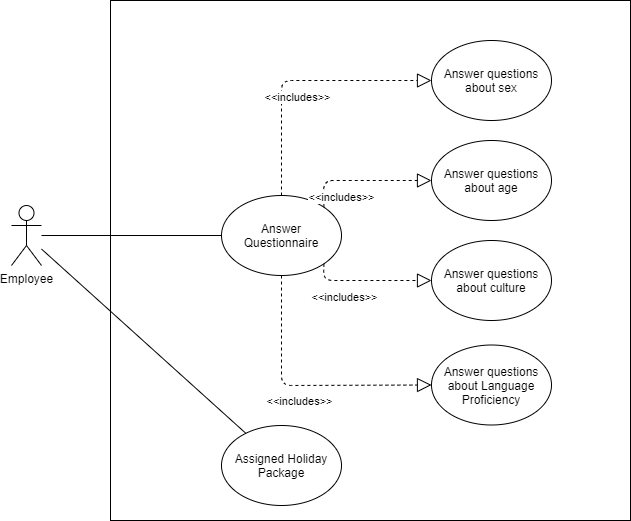 Answer questions
about sex
<<includes>>
Answer questions
about age
<<includes>>
Answer
Questionnaire
Employee
Answer questions
about culture
<<includes>>
Answer questions
about Language
Proficiency
<<includes>>
Assigned Holiday
Package